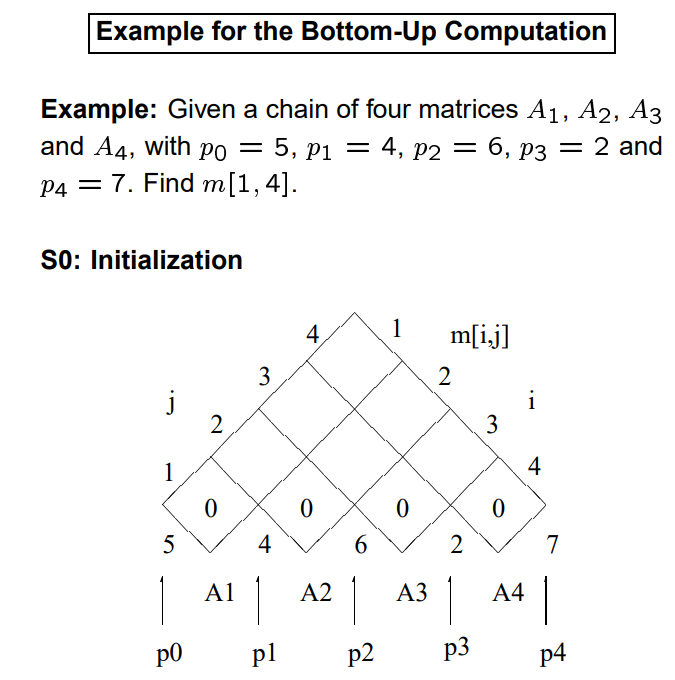 Example for the Bottom-Up Computation
Example: Given a chain of four matrices A1, A2, A3
and A4, with p0 = 5, p1 = 4, p2 = 6, p3 = 2 and
p4 = 7. Find m[1, 4].
S0: Initialization
4 1 m[i,j]
3 2
j i
2 3
1 4
0 0 0 0
5 4 6 2 7
A1 A2 A3 A4
p0 p1 p2 p3 p4